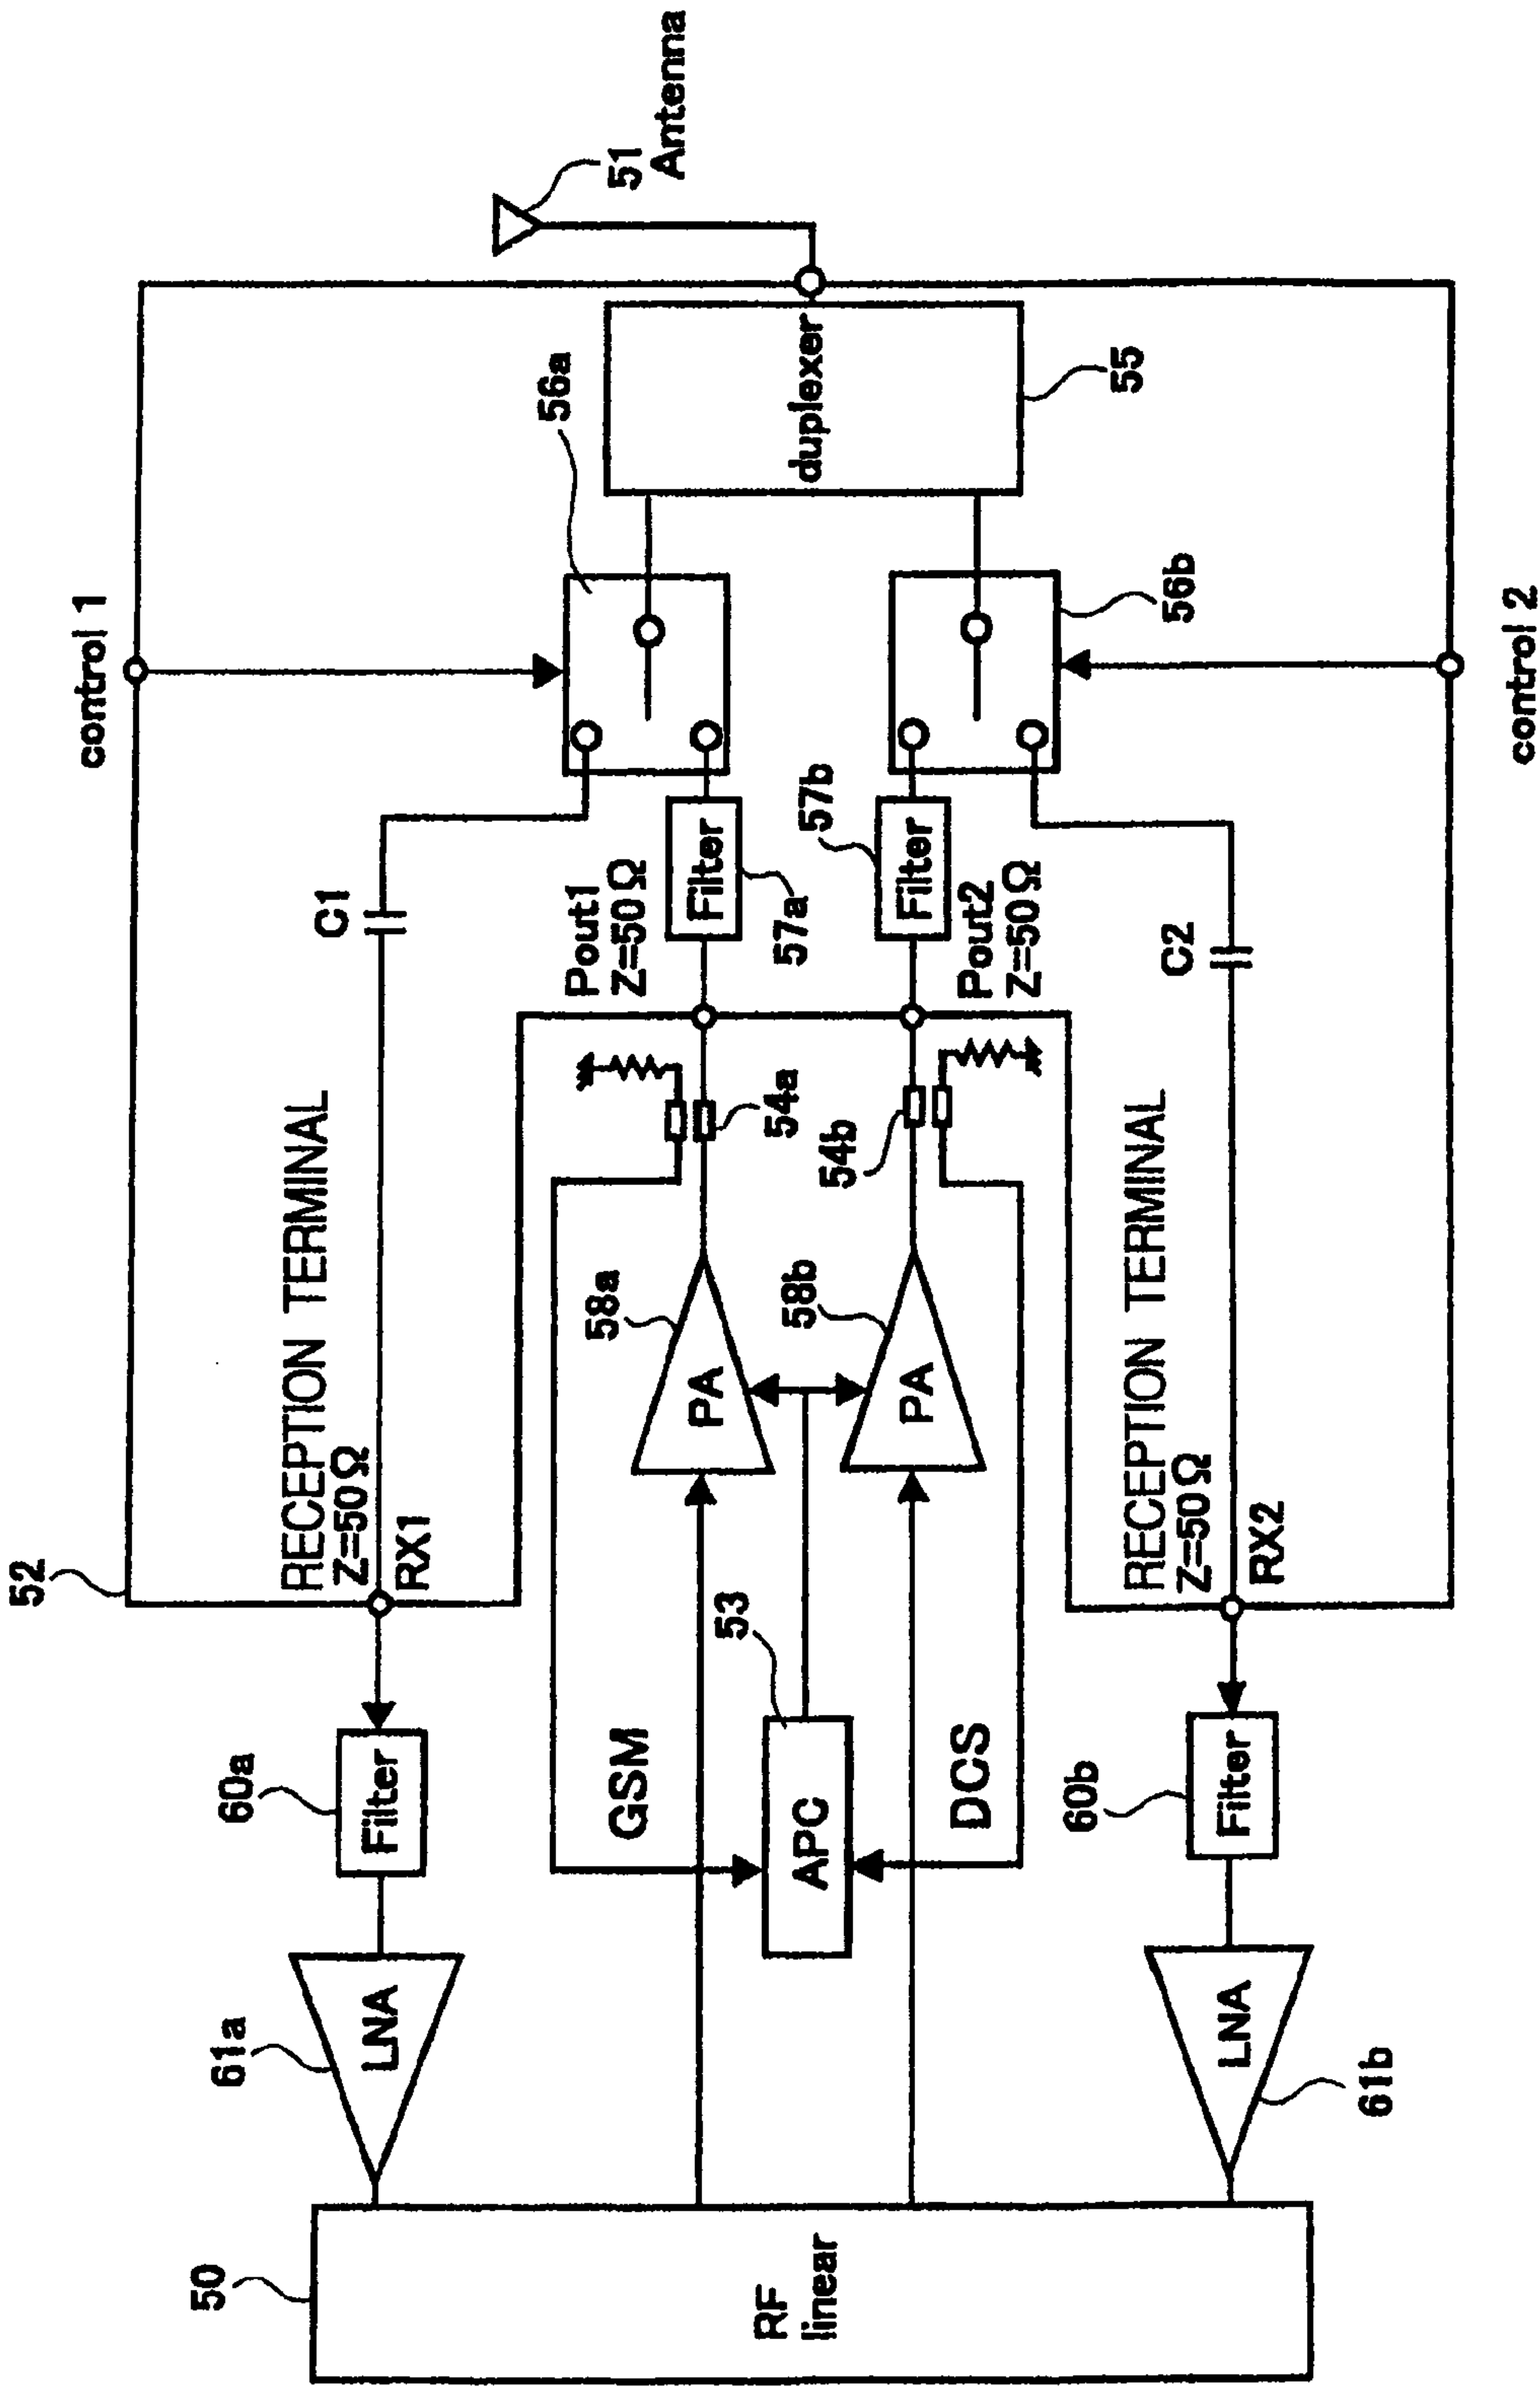 52
control 1
RECEPTION TERMINAL
Z=50Ω
RX1
C1
60a
Filter
61a
LNA
56a
51
Antenna
Pout1
Z=50Ω
Filter
57a
54a
58a
PA
GSM
53
APC
50
RF
linear
duplexer
55
DCS
58b
PA
54b
57b
Filter
Pout2
Z=50Ω
56b
60b
Filter
61b
LNA
RECEPTION TERMINAL
Z=50Ω
RX2
C2
control 2